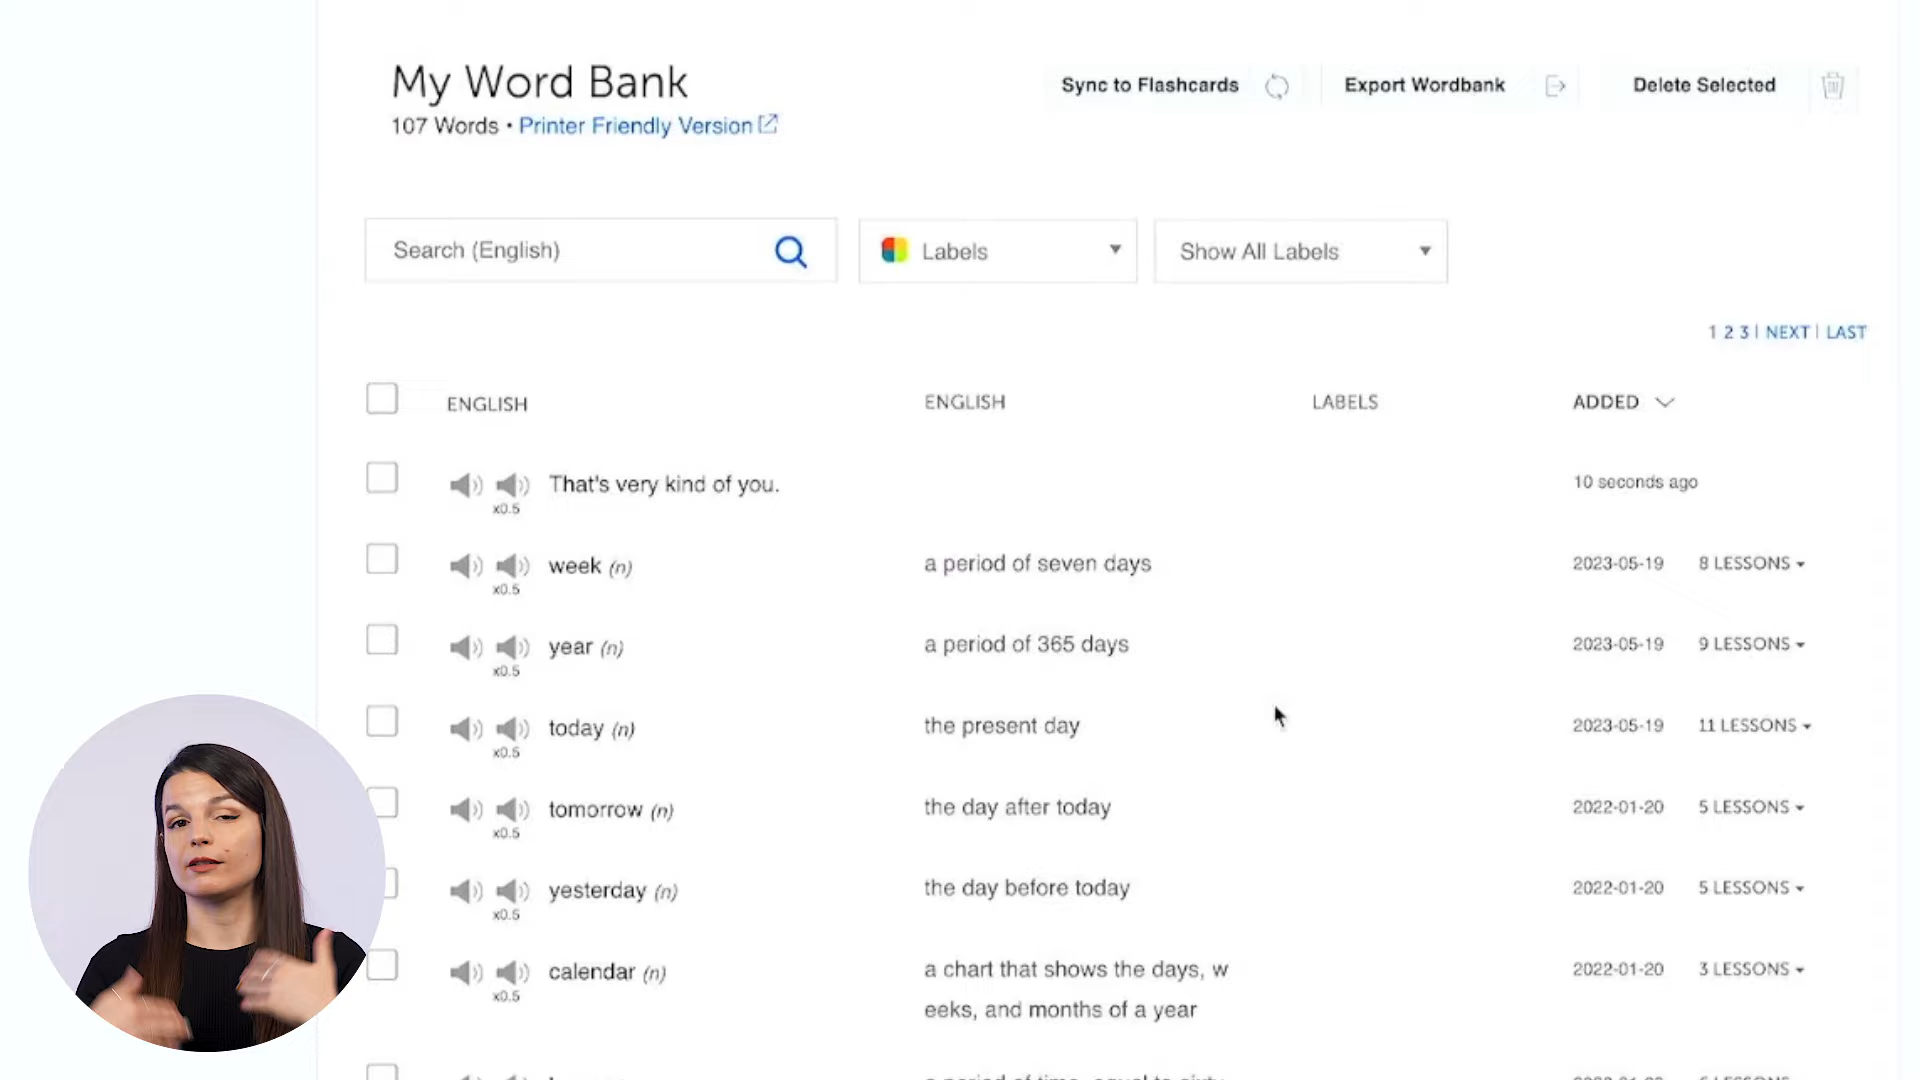 My Word Bank
107 Words • Printer Friendly Version
Sync to Flashcards
Export Wordbank
Delete Selected
Search (English)
Labels
Show All Labels
1 2 3 | NEXT | LAST
ENGLISH ENGLISH LABELS ADDED
That's very kind of you. 10 seconds ago
x0.5
week (n) a period of seven days 2023-05-19 8 LESSONS
x0.5
year (n) a period of 365 days 2023-05-19 9 LESSONS
x0.5
today (n) the present day 2023-05-19 11 LESSONS
x0.5
tomorrow (n) the day after today 2022-01-20 5 LESSONS
x0.5
yesterday (n) the day before today 2022-01-20 5 LESSONS
x0.5
calendar (n) a chart that shows the days, w 2022-01-20 3 LESSONS
x0.5
eeks, and months of a year